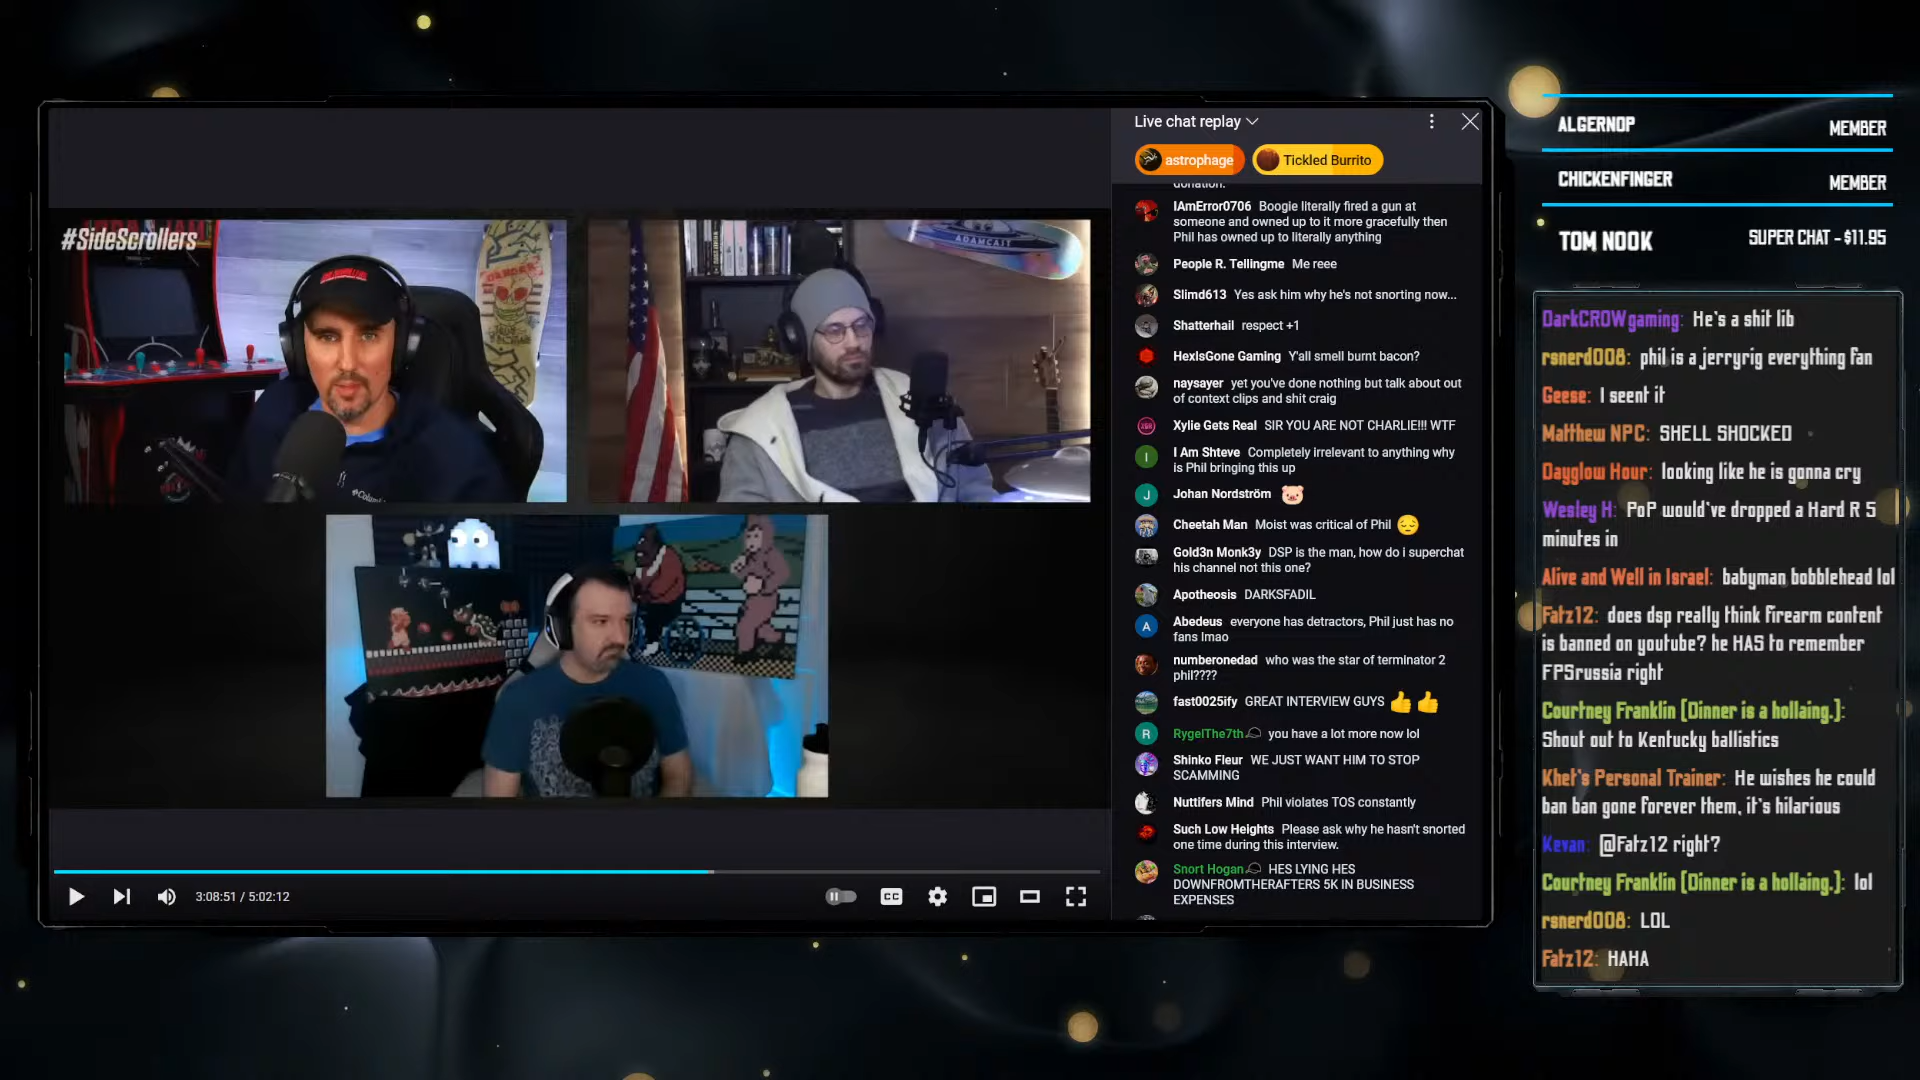 #SideScrollers
ADAMCAIT
3:08:51 / 5:02:12
CC
Live chat replay
astrophage
Tickled Burrito
donation.
IAmError0706 Boogie literally fired a gun at
someone and owned up to it more gracefully then
Phil has owned up to literally anything
People R. Tellingme Me reee
Slimd613 Yes ask him why he's not snorting now...
Shatterhail respect +1
HexIsGone Gaming Y'all smell burnt bacon?
naysayer yet you've done nothing but talk about out
of context clips and shit craig
Xylie Gets Real SIR YOU ARE NOT CHARLIE!!! WTF
I Am Shteve Completely irrelevant to anything why
is Phil bringing this up
Johan Nordström 🐷
Cheetah Man Moist was critical of Phil 😔
Gold3n Monk3y DSP is the man, how do i superchat
his channel not this one?
Apotheosis DARKSFADIL
Abedeus everyone has detractors, Phil just has no
fans lmao
numberonedad who was the star of terminator 2
phil????
fast0025ify GREAT INTERVIEW GUYS 👍👍
RygelThe7th you have a lot more now lol
Shinko Fleur WE JUST WANT HIM TO STOP
SCAMMING
Nuttifers Mind Phil violates TOS constantly
Such Low Heights Please ask why he hasn't snorted
one time during this interview.
Snort Hogan HES LYING HES
DOWNFROMTHERAFTERS 5K IN BUSINESS
EXPENSES
ALGERNOP MEMBER
CHICKENFINGER MEMBER
TOM NOOK SUPER CHAT - $11.95
DarkCROWgaming: He's a shit lib
rsnerd008: phil is a jerryrig everything fan
Geese: I seent it
Matthew NPC: SHELL SHOCKED
Dayglow Hour: looking like he is gonna cry
Wesley H: PoP would've dropped a Hard R 5
minutes in
Alive and Well in Israel: babyman bobblehead lol
Fatz12: does dsp really think firearm content
is banned on youtube? he HAS to remember
FPSrussia right
Courtney Franklin (Dinner is a hollaing.):
Shout out to Kentucky ballistics
Khet's Personal Trainer: He wishes he could
ban ban gone forever them, it's hilarious
Kevan: @Fatz12 right?
Courtney Franklin (Dinner is a hollaing.): lol
rsnerd008: LOL
Fatz12: HAHA